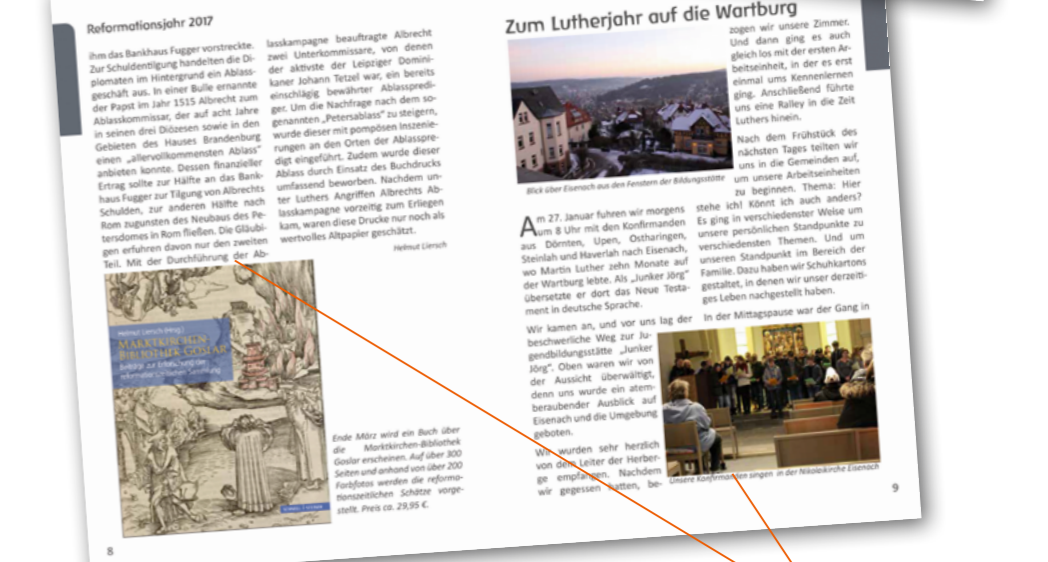 Reformationsjahr 2017
ihm das Bankhaus Fugger vorstreckte.
Zur Schuldentilgung handelten die Di-
plomaten im Hintergrund ein Ablass-
geschäft aus. In einer Bulle ernannte
der Papst im Jahr 1515 Albrecht zum
Ablasskommissar, der auf acht Jahre
in seinen drei Diözesen sowie in den
Gebieten des Hauses Brandenburg
einen „allervollkommensten Ablass“
anbieten konnte. Dessen finanzieller
Ertrag sollte zur Hälfte an das Bank-
haus Fugger zur Tilgung von Albrechts
Schulden, zur anderen Hälfte nach
Rom zugunsten des Neubaus des Pe-
tersdomes in Rom fließen. Die Gläubi-
gen erfuhren davon nur den zweiten
Teil. Mit der Durchführung der Ab-
lasskampagne beauftragte Albrecht
zwei Unterkommissare, von denen
der aktivste der Leipziger Domini-
kaner Johann Tetzel war, ein bereits
einschlägig bewährter Ablasspredi-
ger. Um die Nachfrage nach dem so-
genannten „Petersablass“ zu steigern,
wurde dieser mit pompösen Inszenie-
rungen an den Orten der Ablasspre-
digt eingeführt. Zudem wurde dieser
Ablass durch Einsatz des Buchdrucks
umfassend beworben. Nachdem un-
ter Luthers Angriffen Albrechts Ab-
lasskampagne vorzeitig zum Erliegen
kam, waren diese Drucke nur noch als
wertvolles Altpapier geschätzt.
Helmut Liersch
Helmut Liersch (Hrsg.)
MARKTKIRCHEN-
BIBLIOTHEK GOSLAR
Beiträge zur Erforschung der
reformationszeitlichen Sammlung
Ende März wird ein Buch über
die Marktkirchen-Bibliothek
Goslar erscheinen. Auf über 300
Seiten und anhand von über 200
Farbfotos werden die reforma-
tionszeitlichen Schätze vorge-
stellt. Preis ca. 29,95 €.
8
Zum Lutherjahr auf die Wartburg
Blick über Eisenach aus den Fenstern der Bildungsstätte
Am 27. Januar fuhren wir morgens
um 8 Uhr mit den Konfirmanden
aus Dörnten, Upen, Ostharingen,
Steinlah und Haverlah nach Eisenach,
wo Martin Luther zehn Monate auf
der Wartburg lebte. Als „Junker Jörg“
übersetzte er dort das Neue Testa-
ment in deutsche Sprache.
Wir kamen an, und vor uns lag der
beschwerliche Weg zur Ju-
gendbildungsstätte „Junker
Jörg“. Oben waren wir von
der Aussicht überwältigt,
denn uns wurde ein atem-
beraubender Ausblick auf
Eisenach und die Umgebung
geboten.
Wir wurden sehr herzlich
von dem Leiter der Herber-
ge empfangen. Nachdem
wir gegessen hatten, be-
zogen wir unsere Zimmer.
Und dann ging es auch
gleich los mit der ersten Ar-
beitseinheit, in der es erst
einmal ums Kennenlernen
ging. Anschließend führte
uns eine Ralley in die Zeit
Luthers hinein.
Nach dem Frühstück des
nächsten Tages teilten wir
uns in die Gemeinden auf,
um unsere Arbeitseinheiten
zu beginnen. Thema: Hier
stehe ich! Könnt ich auch anders?
Es ging in verschiedenster Weise um
unsere persönlichen Standpunkte zu
verschiedensten Themen. Und um
unseren Standpunkt im Bereich der
Familie. Dazu haben wir Schuhkartons
gestaltet, in denen wir unser derzeiti-
ges Leben nachgestellt haben.
In der Mittagspause war der Gang in
Unsere Konfirmanden singen in der Nikolaikirche Eisenach
9